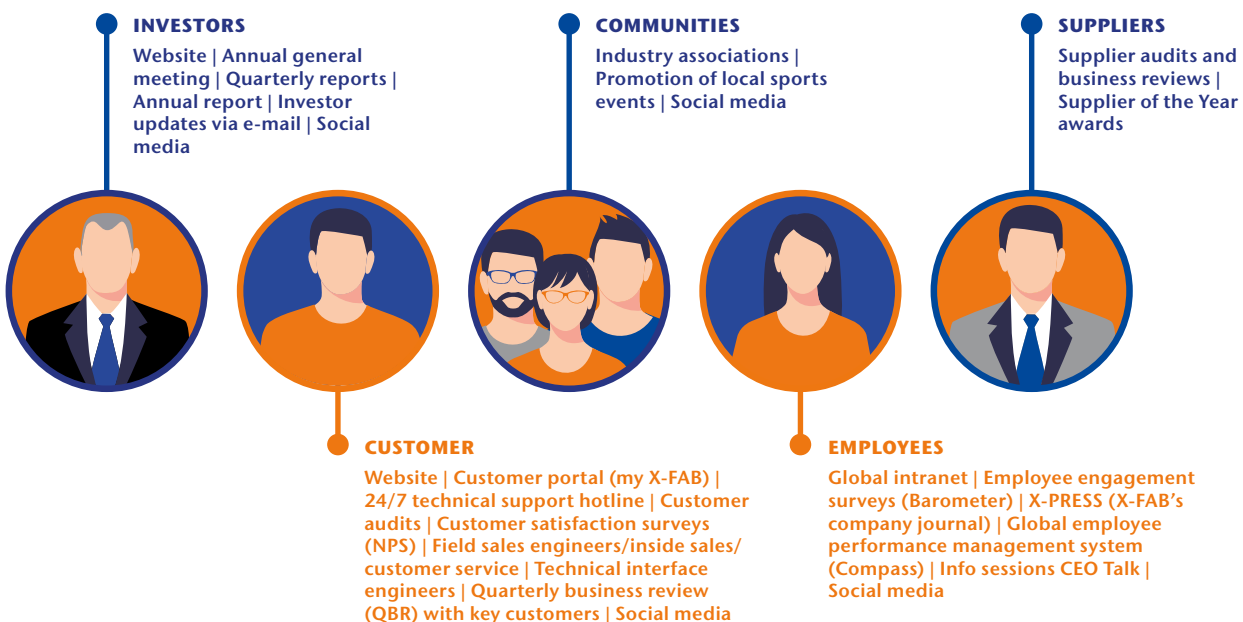 INVESTORS
Website | Annual general
meeting | Quarterly reports |
Annual report | Investor
updates via e-mail | Social
media
COMMUNITIES
Industry associations |
Promotion of local sports
events | Social media
SUPPLIERS
Supplier audits and
business reviews |
Supplier of the Year
awards
CUSTOMER
Website | Customer portal (my X-FAB) |
24/7 technical support hotline | Customer
audits | Customer satisfaction surveys
(NPS) | Field sales engineers/inside sales/
customer service | Technical interface
engineers | Quarterly business review
(QBR) with key customers | Social media
EMPLOYEES
Global intranet | Employee engagement
surveys (Barometer) | X-PRESS (X-FAB’s
company journal) | Global employee
performance management system
(Compass) | Info sessions CEO Talk |
Social media